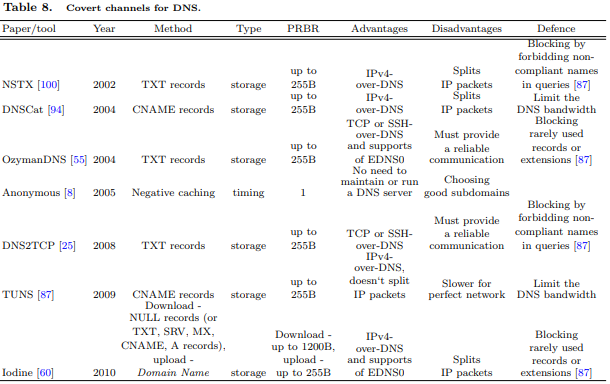 Table 8. Covert channels for DNS.
Paper/tool Year Method Type PRBR Advantages Disadvantages Defence
Blocking by
forbidding non-
up to IPv4- Splits compliant names
NSTX [100] 2002 TXT records storage 255B over-DNS IP packets in queries [87]
up to IPv4- Splits Limit the
DNSCat [94] 2004 CNAME records storage 255B over-DNS IP packets DNS bandwidth
TCP or SSH- Blocking
over-DNS Must provide rarely used
up to and supports a reliable records or
OzymanDNS [55] 2004 TXT records storage 255B of EDNS0 communication extensions [87]
No need to
maintain or run Choosing
Anonymous [8] 2005 Negative caching timing 1 a DNS server good subdomains
Blocking by
Must provide forbidding non-
up to TCP or SSH- a reliable compliant names
DNS2TCP [25] 2008 TXT records storage 255B over-DNS communication in queries [87]
IPv4-
over-DNS,
up to doesn‘t split Slower for Limit the
TUNS [87] 2009 CNAME records storage 255B IP packets perfect network DNS bandwidth
Download -
NULL records (or
TXT, SRV, MX, Download - IPv4- Blocking
CNAME, A records), up to 1200B, over-DNS rarely used
upload - upload - and supports Splits records or
Iodine [60] 2010 Domain Name storage up to 255B of EDNS0 IP packets extensions [87]